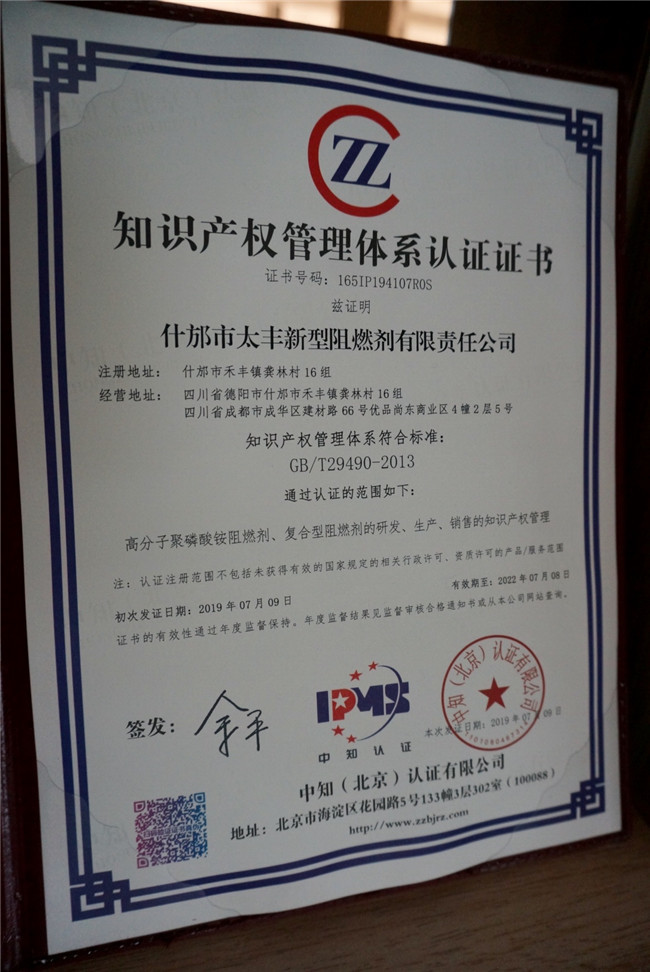 ZZ
知识产权管理体系认证证书
证书号码：165IP194107R0S
兹证明
什邡市太丰新型阻燃剂有限责任公司
注册地址： 什邡市禾丰镇龚林村16组
经营地址： 四川省德阳市什邡市禾丰镇龚林村16组
四川省成都市成华区建材路66号优品尚东商业区4幢2层5号
知识产权管理体系符合标准：
GB/T29490-2013
通过认证的范围如下：
高分子聚磷酸铵阻燃剂、复合型阻燃剂的研发、生产、销售的知识产权管理
注：认证注册范围不包括未获得有效的国家规定的相关行政许可、资质许可的产品/服务范围
初次发证日期：2019年07月09日 有效期至：2022年07月08日
证书的有效性通过年度监督保持。年度监督结果见监督审核合格通知书或从本公司网站查询。
签发：
IPMS
中知认证
中知（北京）认证有限公司
本次发证日期：2019年07月09日
中知（北京）认证有限公司
地址：北京市海淀区花园路5号133幢3层302室（100088）
http://www.zzbjrz.com